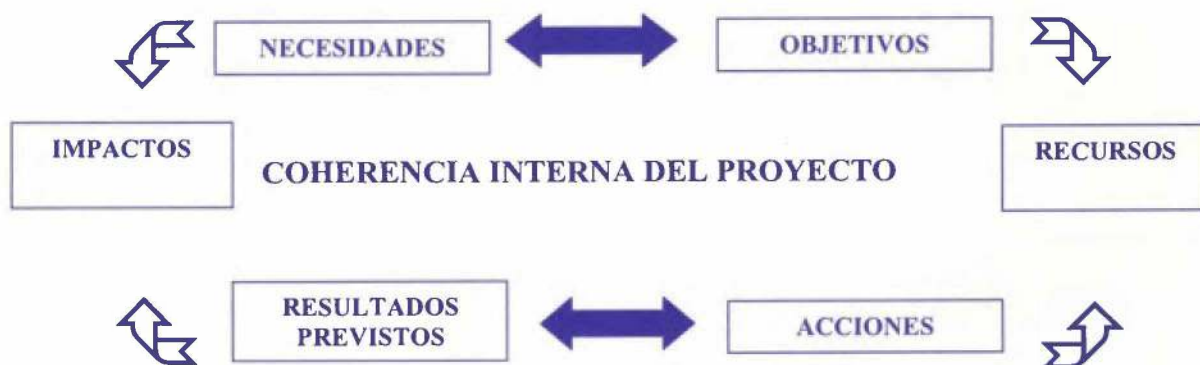 NECESIDADES
OBJETIVOS
IMPACTOS
COHERENCIA INTERNA DEL PROYECTO
RECURSOS
RESULTADOS
PREVISTOS
ACCIONES